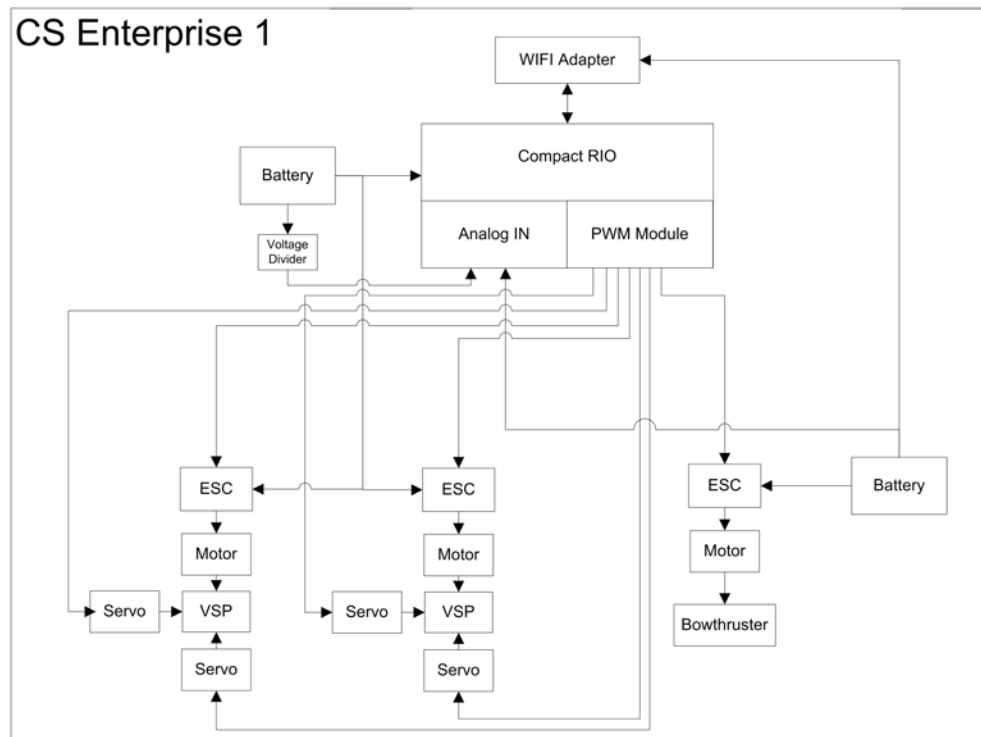 CS Enterprise 1
WIFI Adapter
Compact RIO
Battery
Analog IN
PWM Module
Voltage
Divider
ESC
ESC
ESC
Battery
Motor
Motor
Motor
Servo
VSP
Servo
VSP
Bowthruster
Servo
Servo